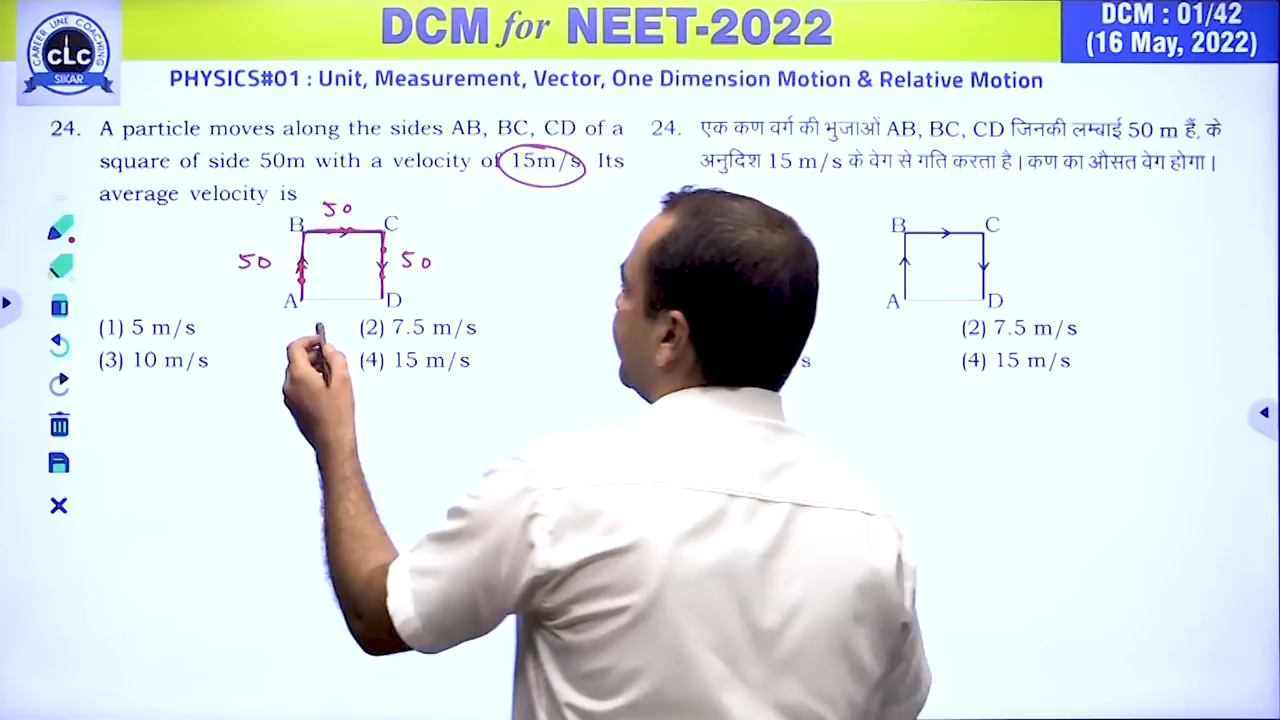 CAREER LINE COACHING
CLC
SIKAR
DCM for NEET-2022
DCM : 01/42
(16 May, 2022)
PHYSICS#01 : Unit, Measurement, Vector, One Dimension Motion & Relative Motion
24. A particle moves along the sides AB, BC, CD of a
square of side 50m with a velocity of 15m/s. Its
average velocity is
50
B C
50 50
A D
(1) 5 m/s (2) 7.5 m/s
(3) 10 m/s (4) 15 m/s
24. एक कण वर्ग की भुजाओं AB, BC, CD जिनकी लम्बाई 50 m हैं, के
अनुदिश 15 m/s के वेग से गति करता है। कण का औसत वेग होगा।
B C
A D
(2) 7.5 m/s
s (4) 15 m/s